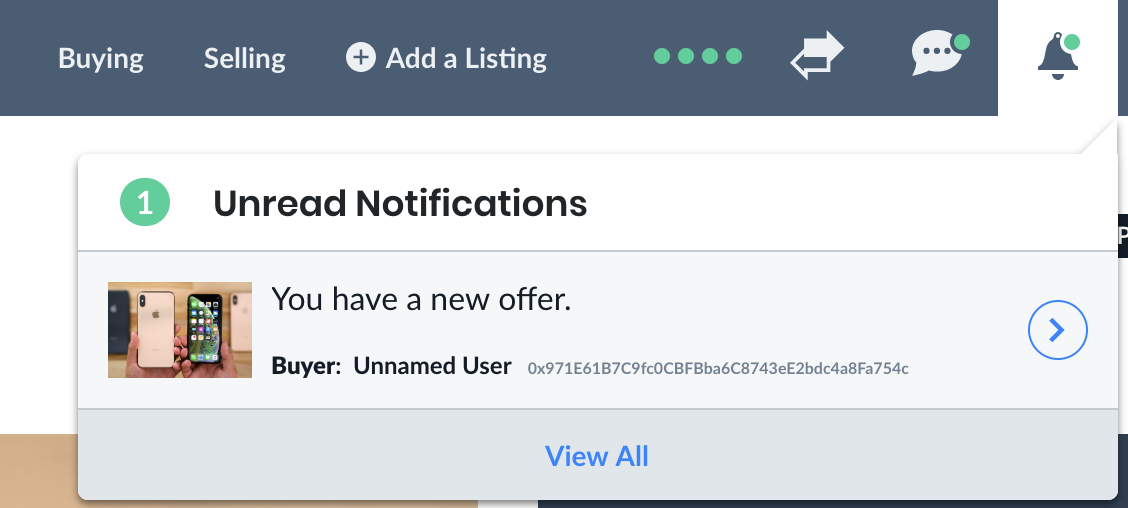 Buying Selling Add a Listing
1 Unread Notifications
P
You have a new offer.
Buyer: Unnamed User 0x971E61B7C9fc0CBFBba6C8743eE2bdc4a8Fa754c
View All